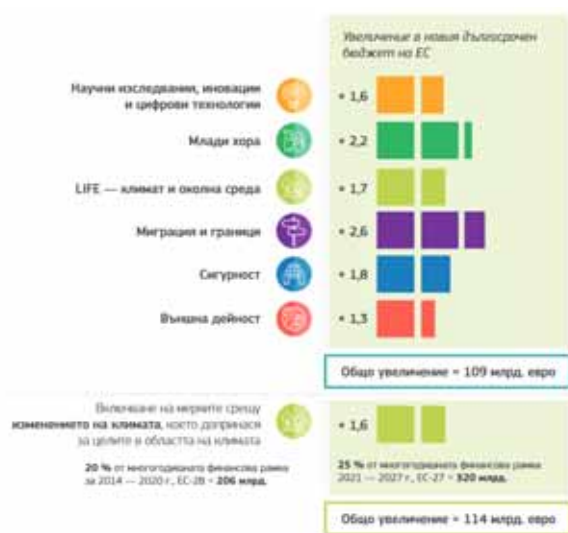 Увеличение в новия дългосрочен
бюджет на ЕС
Научни изследвания, иновации
и цифрови технологии
× 1,6
Млади хора
× 2,2
LIFE — климат и околна среда
× 1,7
Миграция и граници
× 2,6
Сигурност
× 1,8
Външна дейност
× 1,3
Общо увеличение = 109 млрд. евро
Включване на мерките срещу
изменението на климата, което допринася
за целите в областта на климата
× 1,6
20 % от многогодишната финансова рамка
за 2014 — 2020 г., ЕС-28 = 206 млрд.
25 % от многогодишната финансова рамка
2021 — 2027 г., ЕС-27 = 320 млрд.
Общо увеличение = 114 млрд. евро